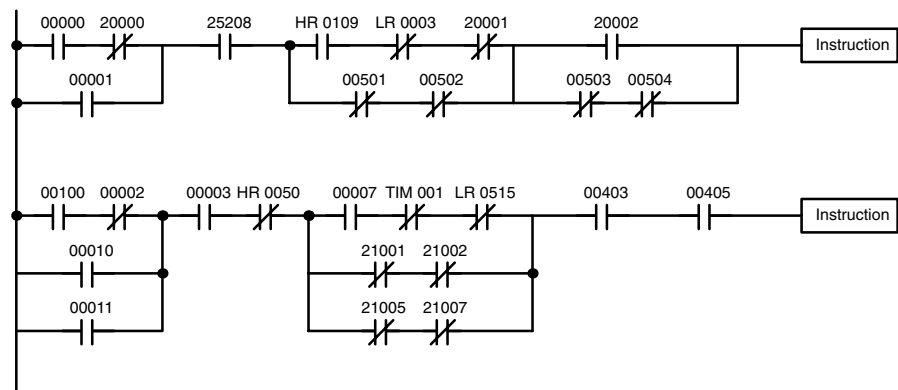 00000 20000 25208 HR 0109 LR 0003 20001 20002
Instruction
00001 00501 00502 00503 00504
00100 00002 00003 HR 0050 00007 TIM 001 LR 0515 00403 00405
Instruction
00010 21001 21002
00011 21005 21007